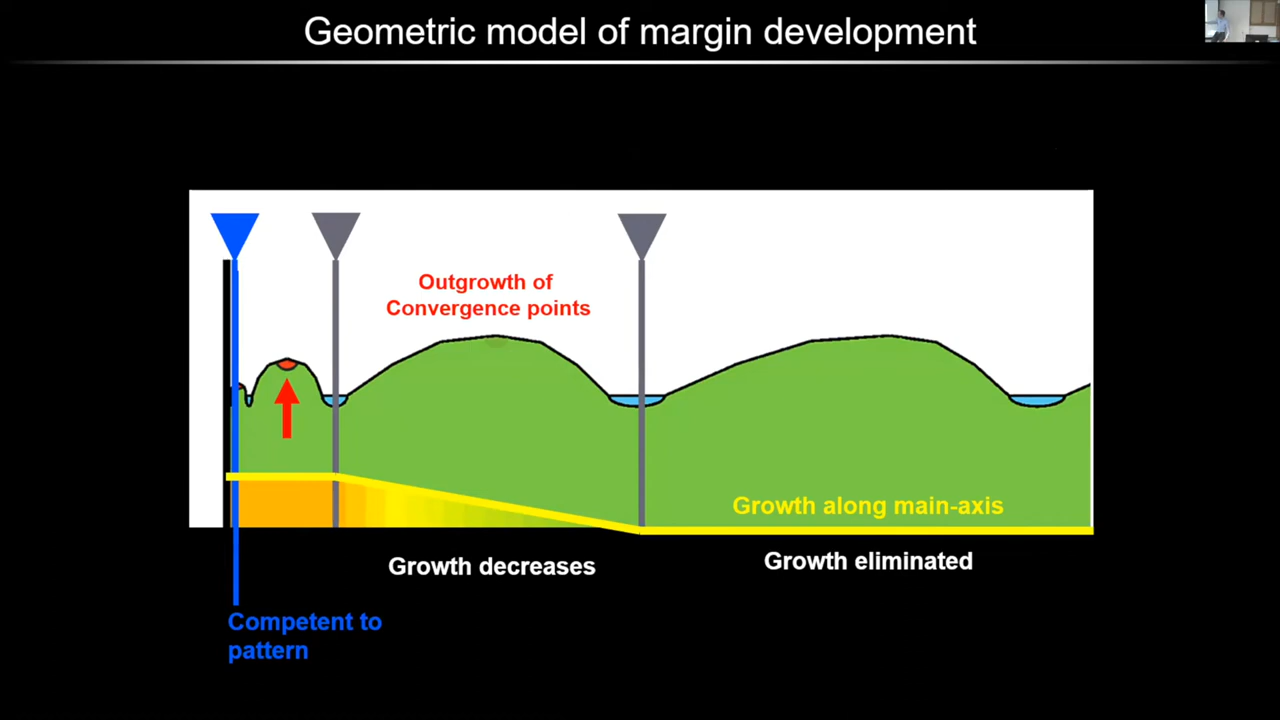 Geometric model of margin development
Outgrowth of
Convergence points
Growth along main-axis
Growth decreases
Growth eliminated
Competent to
pattern